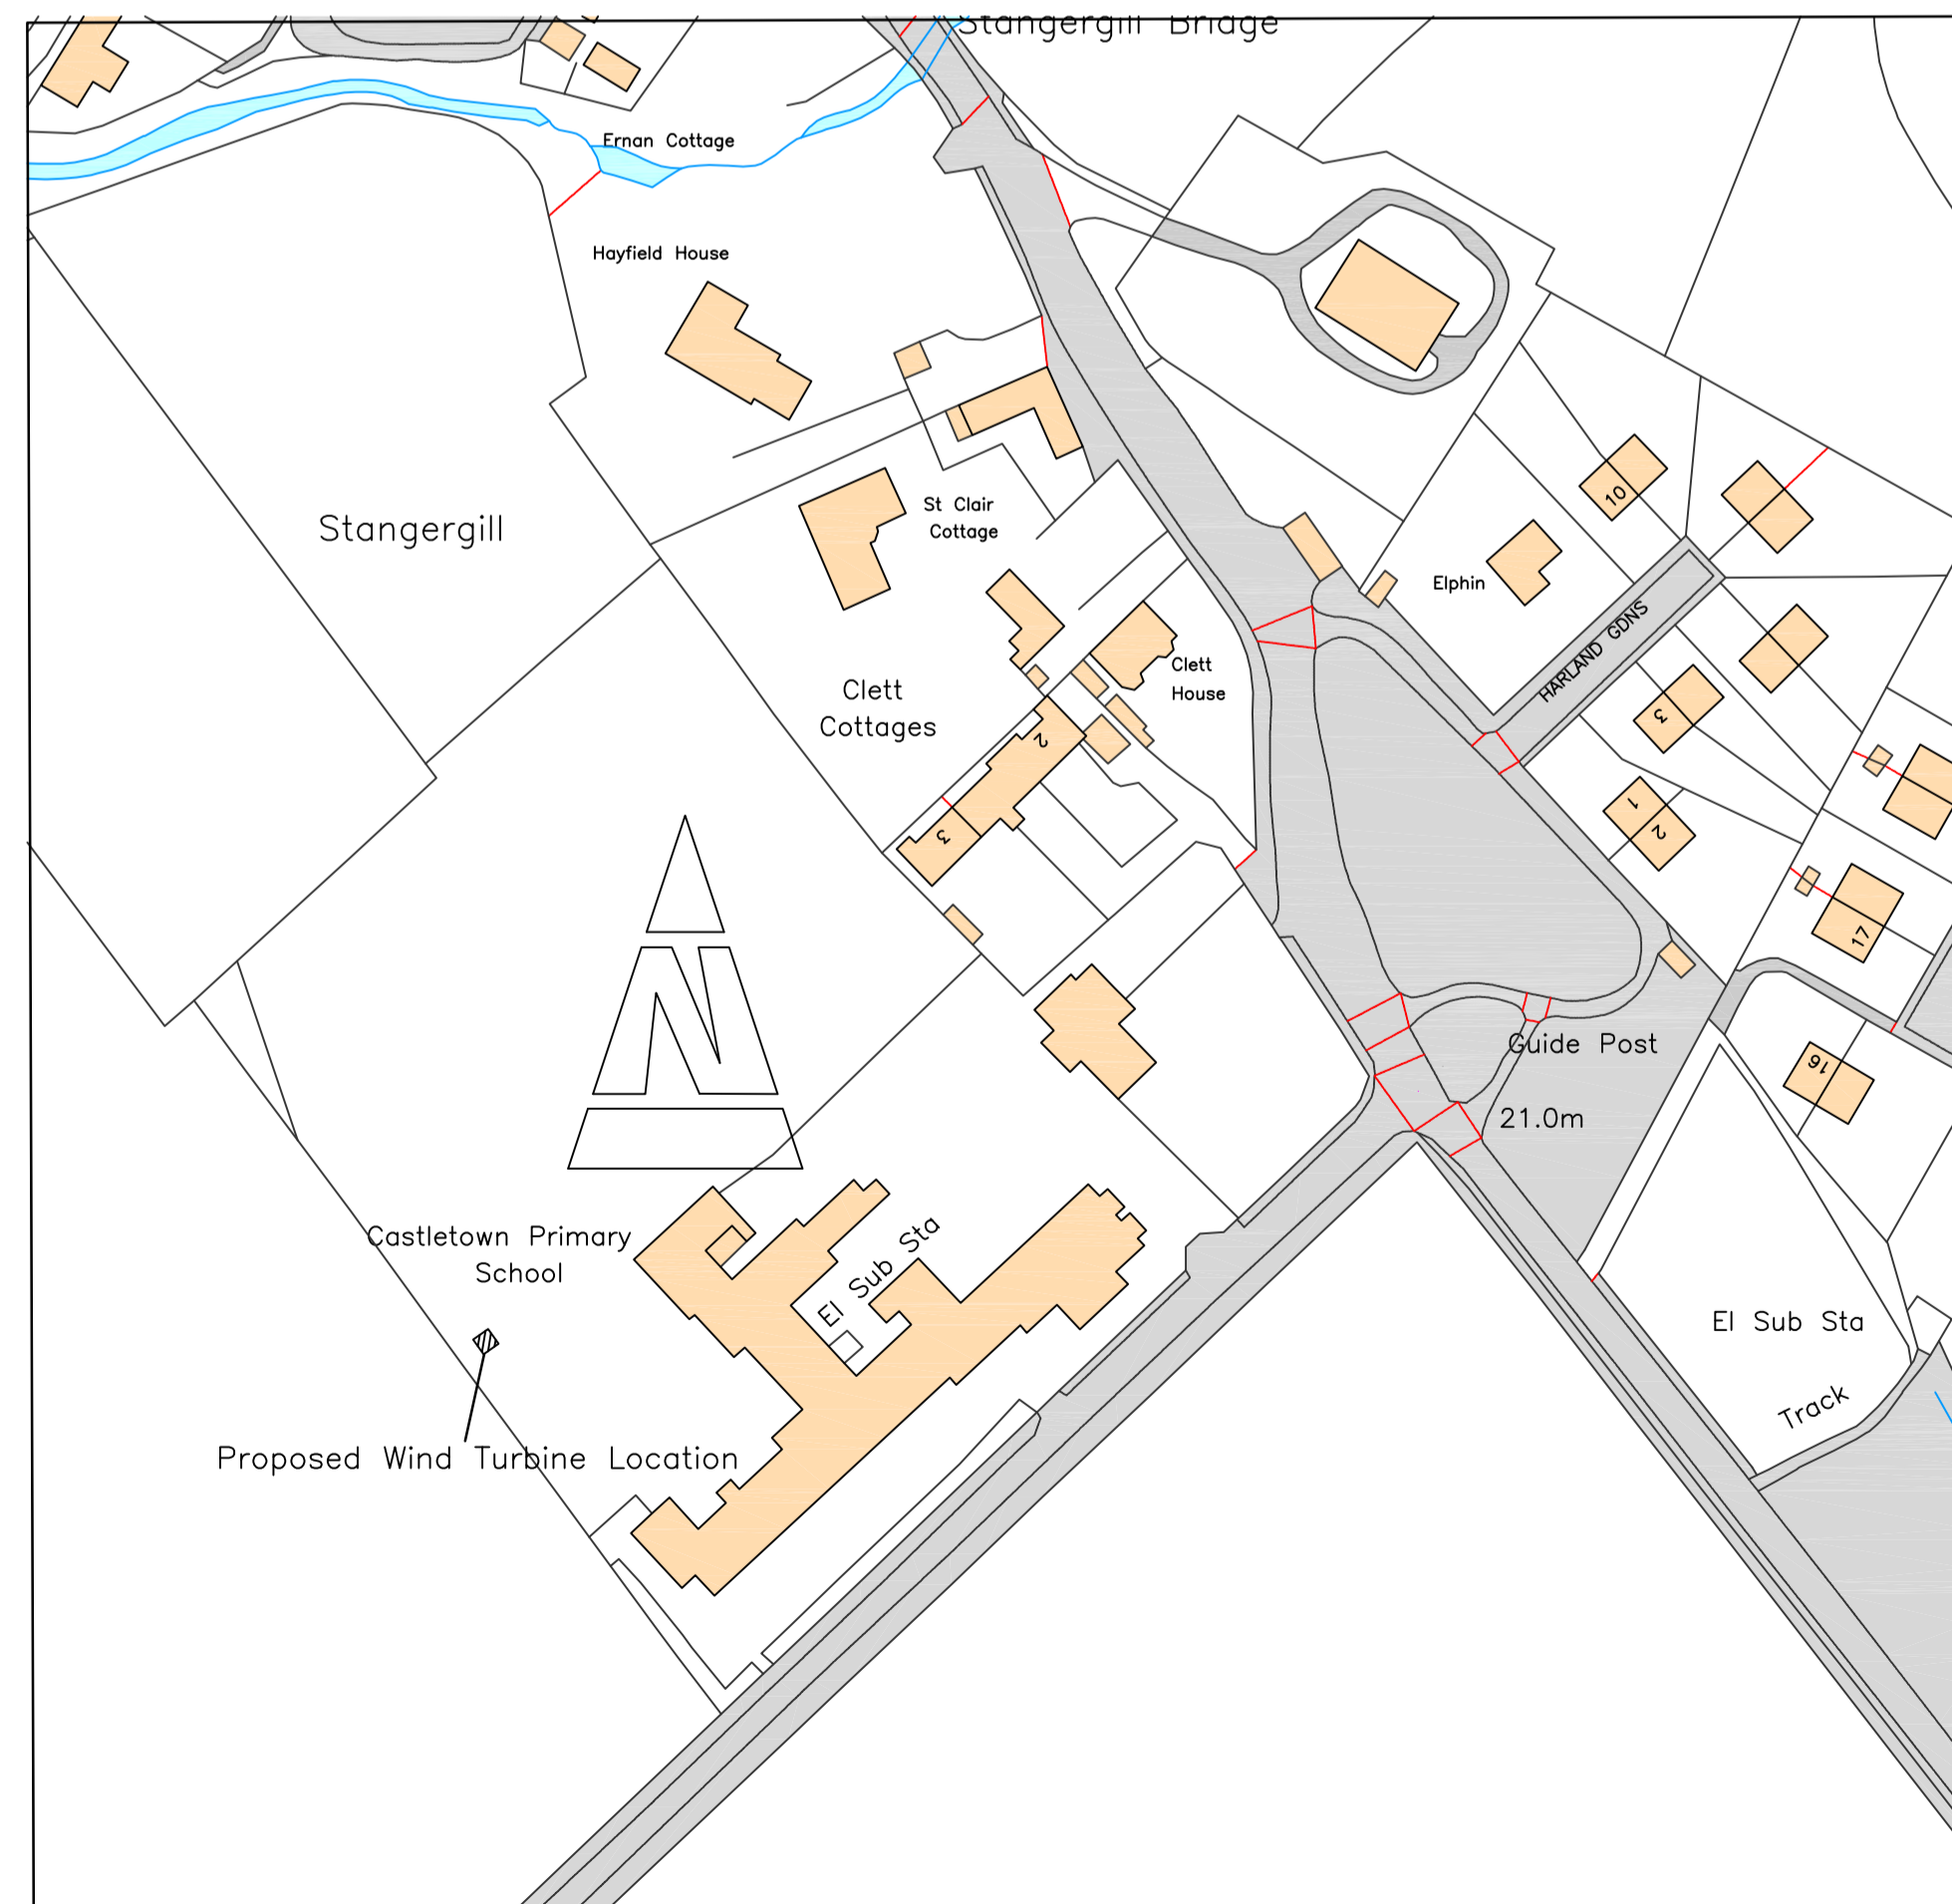 Stangergill Bridge
Ernan Cottage
Hayfield House
10
Stangergill
St Clair
Cottage
Elphin
HARLAND GDNS
Clett
House
Clett
Cottages
2
3
3
1
2
17
Guide Post
16
21.0m
Castletown Primary
School
El Sub Sta
El Sub Sta
Track
Proposed Wind Turbine Location
N